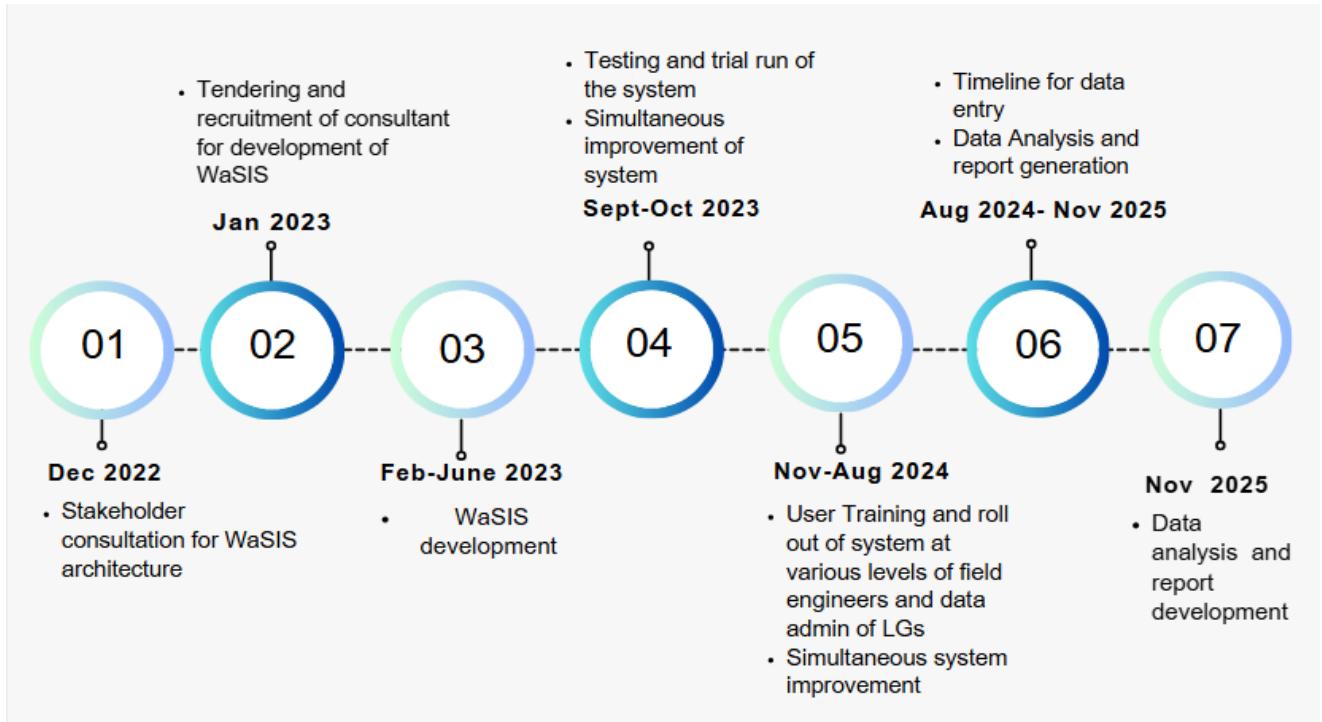 01
Dec 2022
• Stakeholder
consultation for WaSIS
architecture
• Tendering and
recruitment of consultant
for development of
WaSIS
Jan 2023
02
03
Feb-June 2023
• WaSIS
development
• Testing and trial run of
the system
• Simultaneous
improvement of
system
Sept-Oct 2023
04
05
Nov-Aug 2024
• User Training and roll
out of system at
various levels of field
engineers and data
admin of LGs
• Simultaneous system
improvement
• Timeline for data
entry
• Data Analysis and
report generation
Aug 2024- Nov 2025
06
07
Nov 2025
• Data
analysis and
report
development